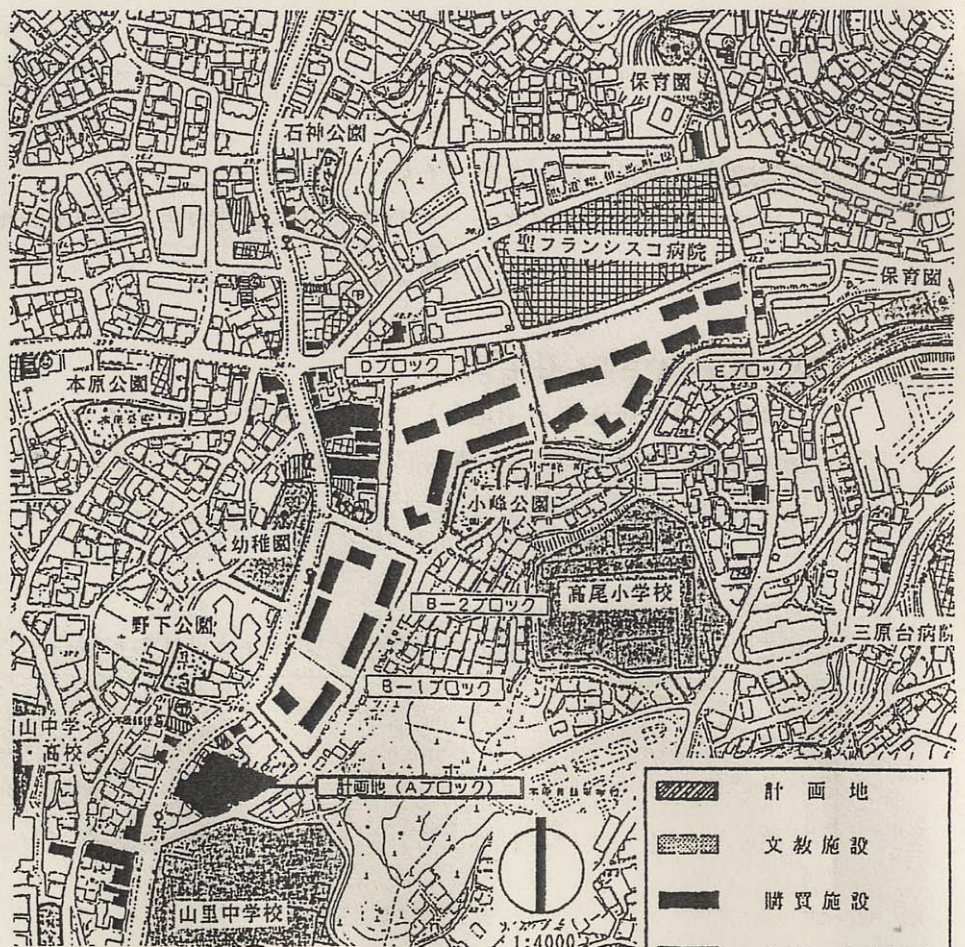 保育園
石神公園
聖フランシスコ病院
保育園
Dブロック
Eブロック
本原公園
小峰公園
幼稚園
B-2ブロック
高尾小学校
野下公園
三原台病院
B-1ブロック
山中学
高校
計画地(Aブロック)
計画地
文教施設
購買施設
山里中学校
1:4000